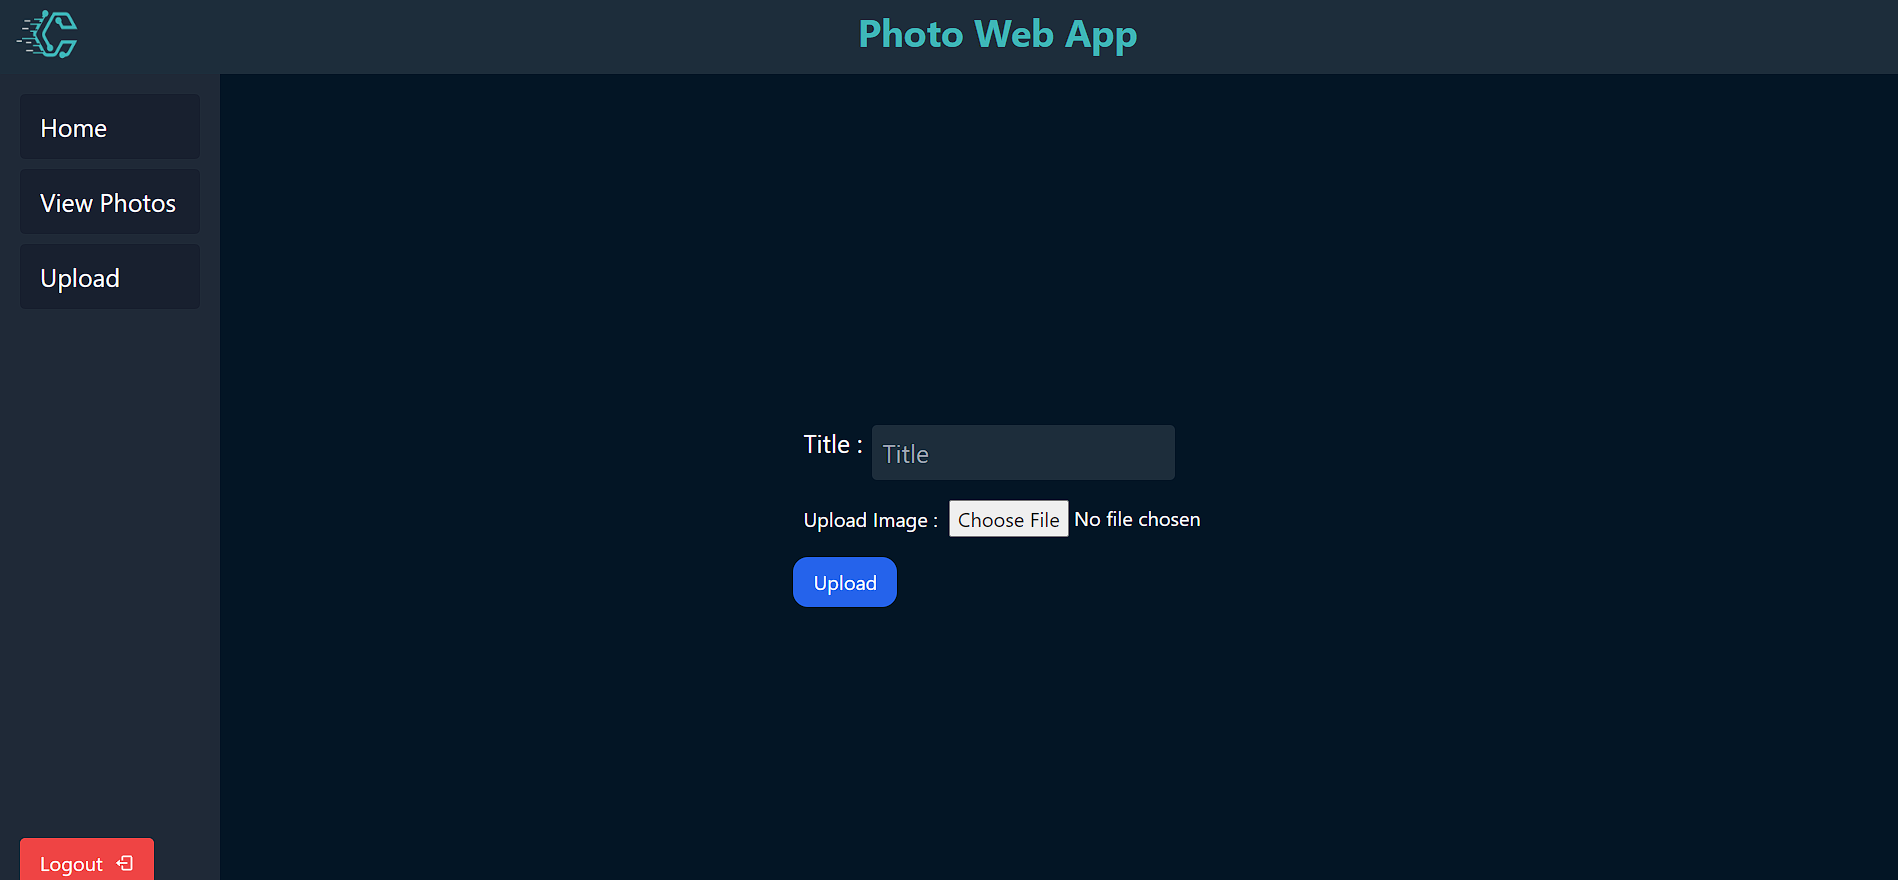 Photo Web App
Home
View Photos
Upload
Title : Title
Upload Image : Choose File No file chosen
Upload
Logout